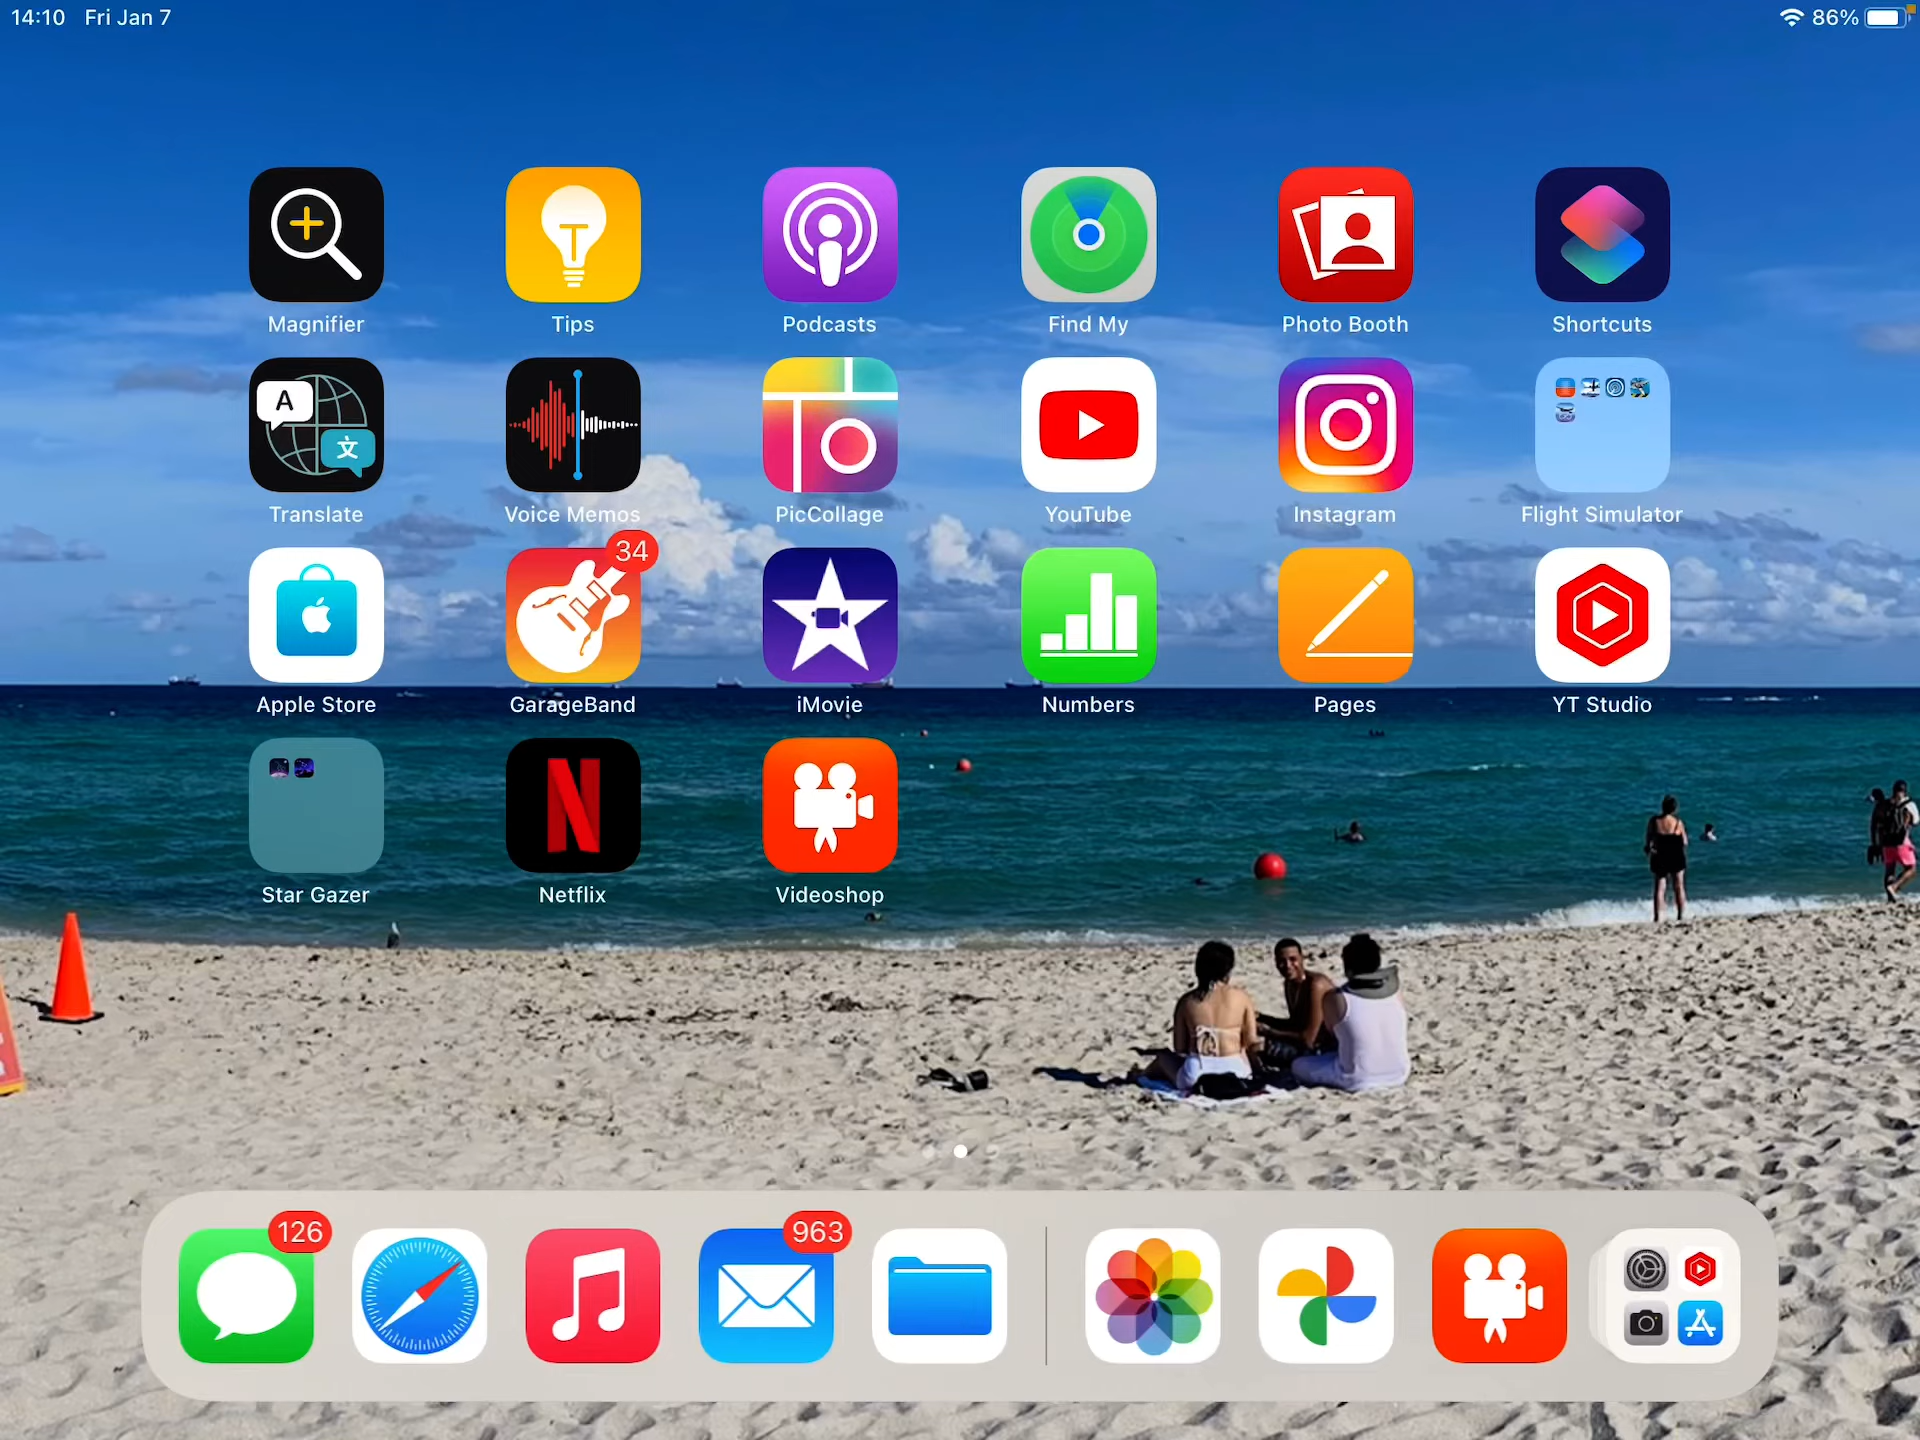 14:10 Fri Jan 7
86%
Magnifier
Tips
Podcasts
Find My
Photo Booth
Shortcuts
A
文
Translate
Voice Memos
PicCollage
YouTube
Instagram
Flight Simulator
34
Apple Store
GarageBand
iMovie
Numbers
Pages
YT Studio
N
Star Gazer
Netflix
Videoshop
126
963